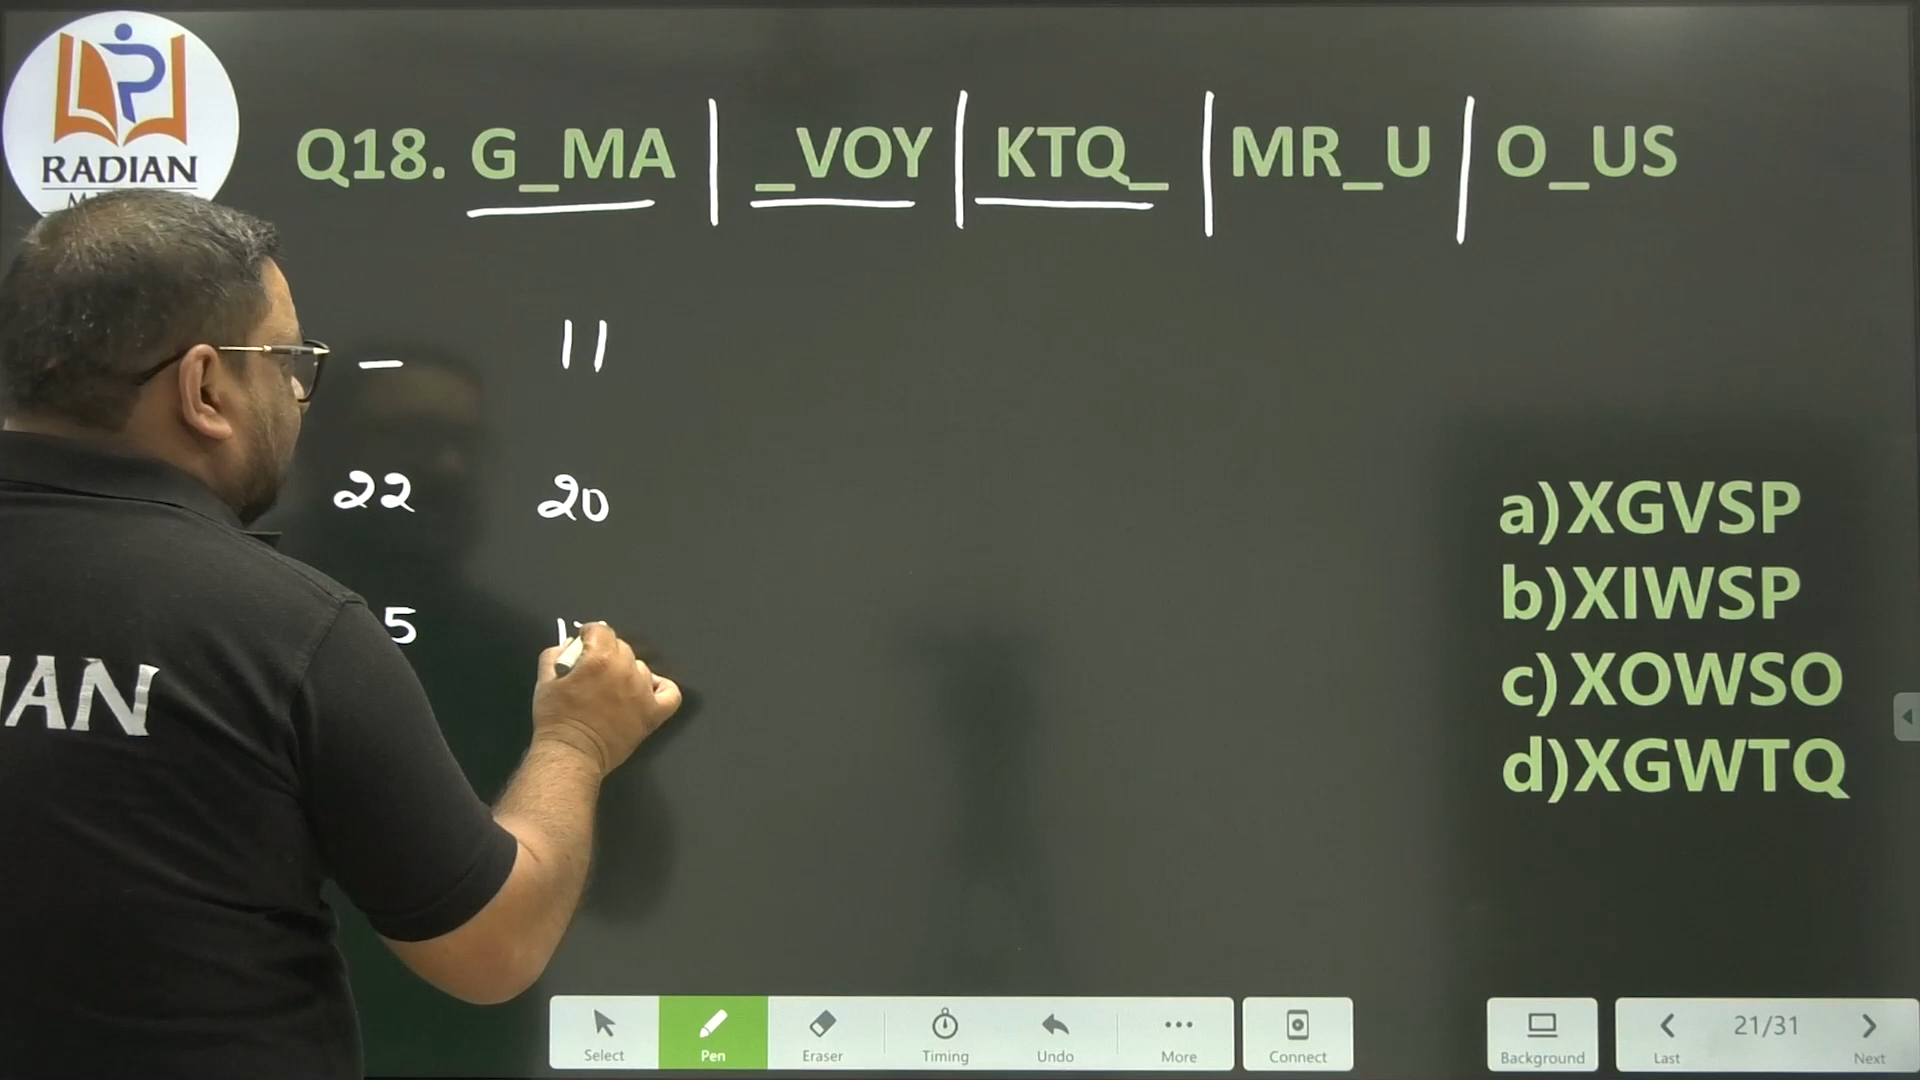 RADIAN
Q18. G_MA | _VOY | KTQ_ | MR_U | O_US
_ 11
22 20
5
IAN
a)XGVSP
b)XIWSP
c)XOWSO
d)XGWTQ
Select Pen Eraser Timing Undo More Connect Background Last 21/31 Next